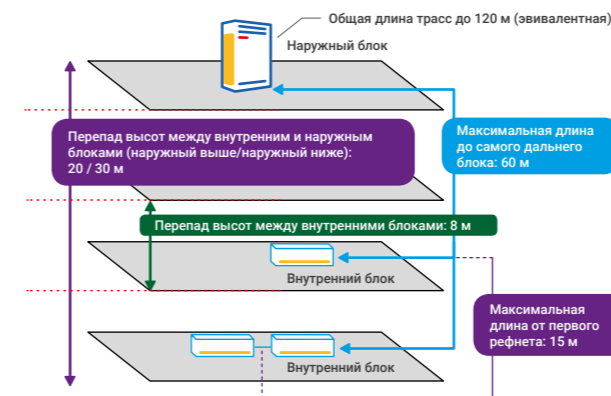 Общая длина трасс до 120 м (эвивалентная)
Наружный блок
Перепад высот между внутренним и наружным
блоками (наружный выше/наружный ниже):
20 / 30 м
Максимальная длина
до самого дальнего
блока: 60 м
Перепад высот между внутренними блоками: 8 м
Внутренний блок
Максимальная
длина от первого
рефнета: 15 м
Внутренний блок